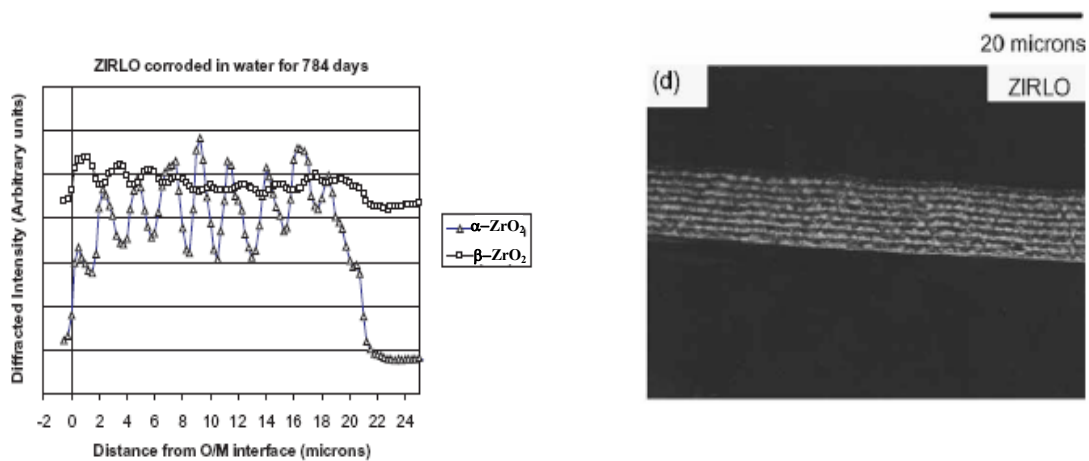 ZIRLO corroded in water for 784 days
Diffracted Intensity (Arbitrary units)
α-ZrO₂
β-ZrO₂
-2 0 2 4 6 8 10 12 14 16 18 20 22 24
Distance from O/M interface (microns)
20 microns
(d)
ZIRLO